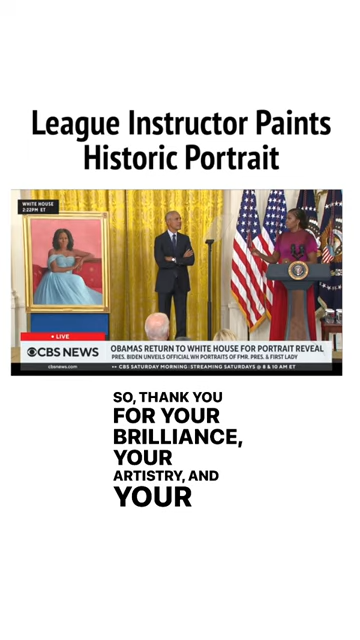 League Instructor Paints
Historic Portrait
WHITE HOUSE
2:22PM ET
LIVE
CBS NEWS
OBAMAS RETURN TO WHITE HOUSE FOR PORTRAIT REVEAL
PRES. BIDEN UNVEILS OFFICIAL WH PORTRAITS OF FMR. PRES. & FIRST LADY
cbsnews.com
CBS SATURDAY MORNING: STREAMING SATURDAYS @ 8 & 10 AM ET
SO, THANK YOU
FOR YOUR
BRILLIANCE,
YOUR
ARTISTRY, AND
YOUR